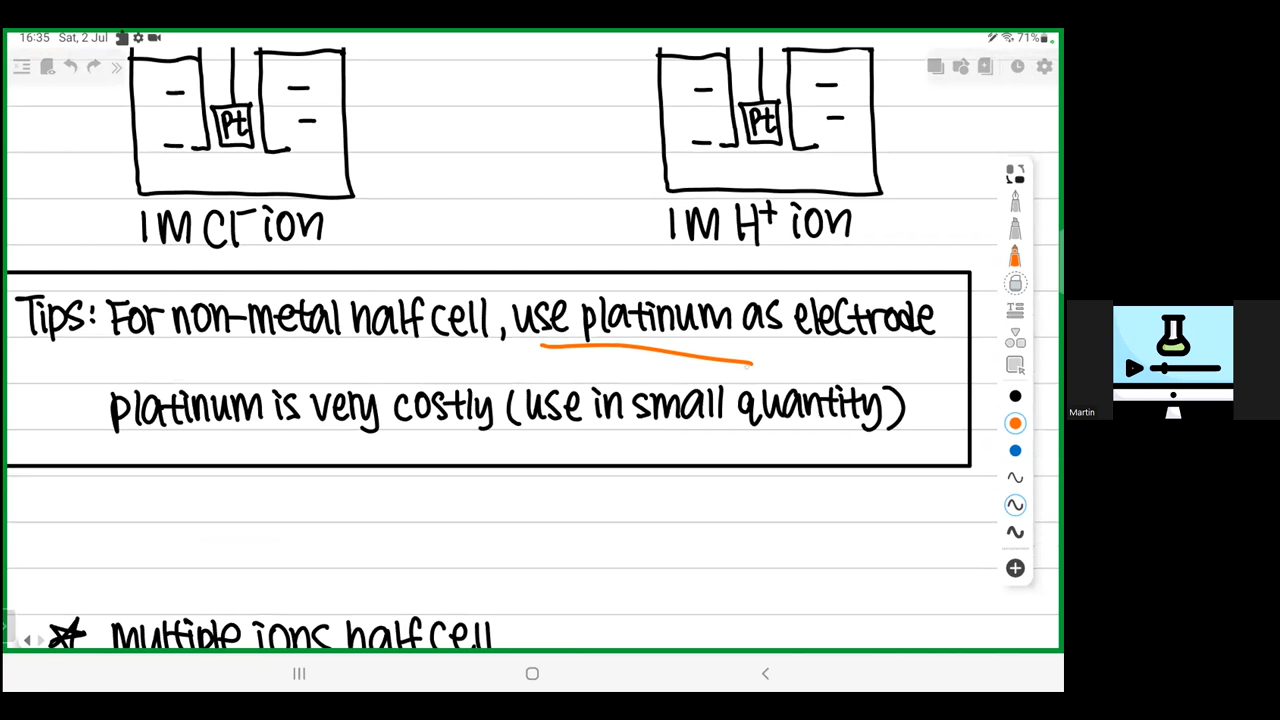 16:35 Sat, 2 Jul
71%
Pt
Pt
1M Cl⁻ ion
1M H⁺ ion
Tips: For non-metal half cell, use platinum as electrode
platinum is very costly (use in small quantity)
Martin
multiple ions half cell